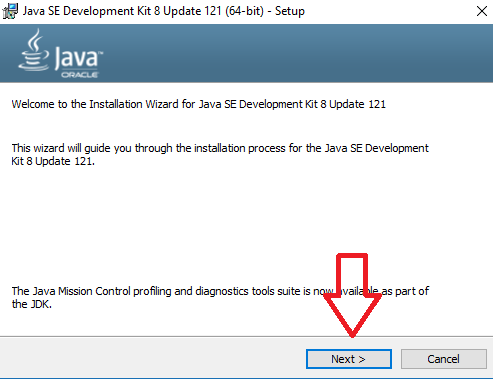 Java SE Development Kit 8 Update 121 (64-bit) - Setup
Java
ORACLE
Welcome to the Installation Wizard for Java SE Development Kit 8 Update 121
This wizard will guide you through the installation process for the Java SE Development
Kit 8 Update 121.
The Java Mission Control profiling and diagnostics tools suite is now available as part of
the JDK.
Next >
Cancel